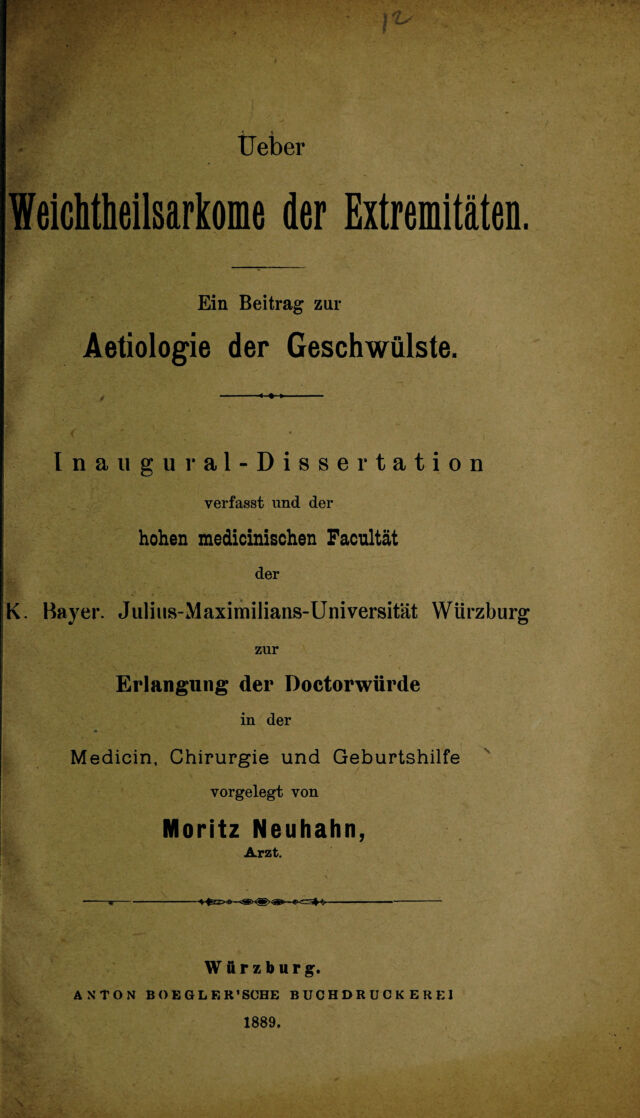 12
Ueber
Weichtheilsarkome der Extremitäten.
Ein Beitrag zur
Aetiologie der Geschwülste.
Inaugural-Dissertation
verfasst und der
hohen medicinischen Facultät
der
K. Bayer. Julius-Maximilians-Universität Würzburg
zur
Erlangung der Doctorwürde
in der
Medicin, Chirurgie und Geburtshilfe
vorgelegt von
Moritz Neuhahn,
Arzt.
Würzburg.
ANTON BOEGLER'SCHE BUCHDRUCKEREI
1889.